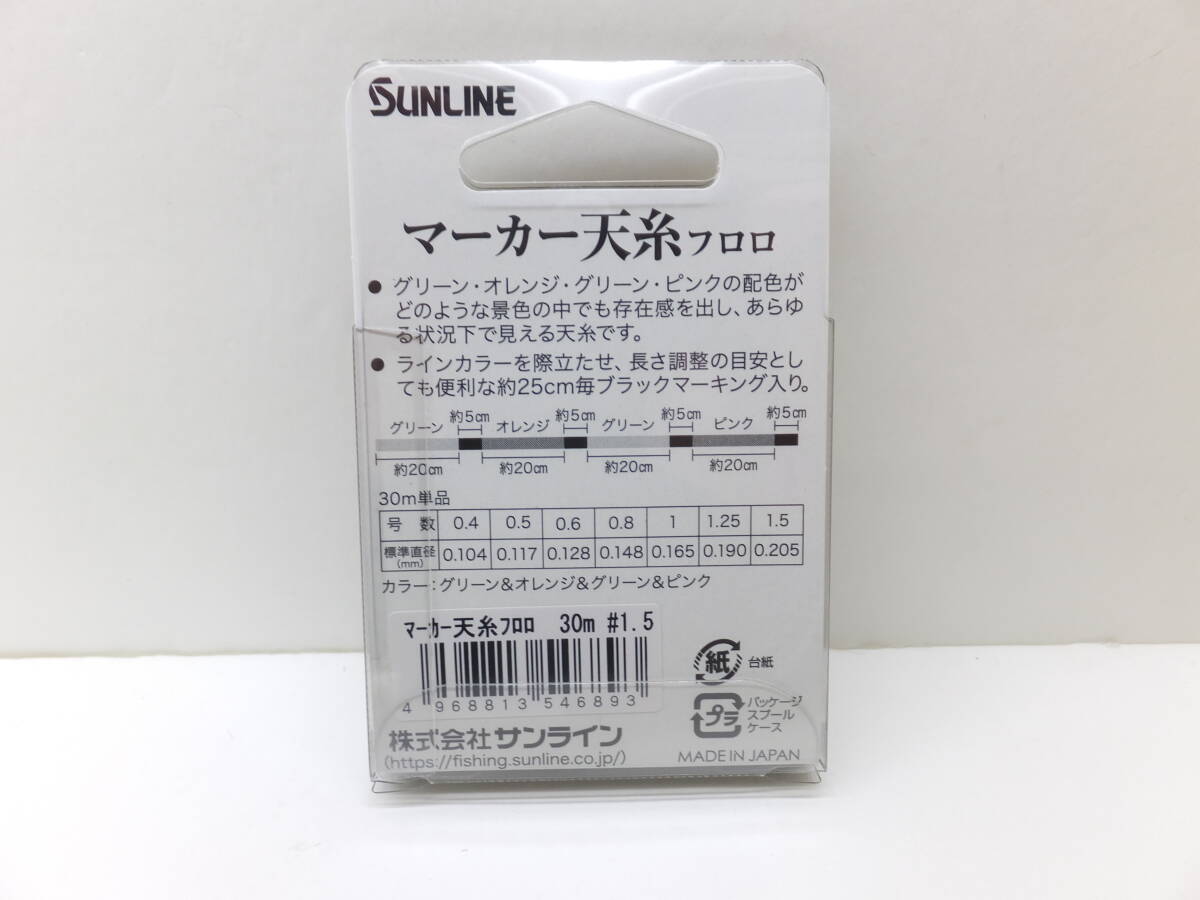 SUNLINE
マーカー天糸フロロ
● グリーン・オレンジ・グリーン・ピンクの配色が
どのような景色の中でも存在感を出し、あらゆ
る状況下で見える天糸です。
● ラインカラーを際立たせ、長さ調整の目安とし
ても便利な約25cm毎ブラックマーキング入り。
グリーン 約5㎝ オレンジ 約5㎝ グリーン 約5㎝ ピンク 約5㎝
約20㎝ 約20㎝ 約20㎝ 約20㎝
30m単品
号 数 0.4 0.5 0.6 0.8 1 1.25 1.5
標準直径(mm) 0.104 0.117 0.128 0.148 0.165 0.190 0.205
カラー：グリーン&オレンジ&グリーン&ピンク
マーカー天糸フロロ 30m #1.5
4 968813 546893
紙 台紙
プラ パッケージ
スプール
ケース
株式会社サンライン
(https://fishing.sunline.co.jp/)
MADE IN JAPAN